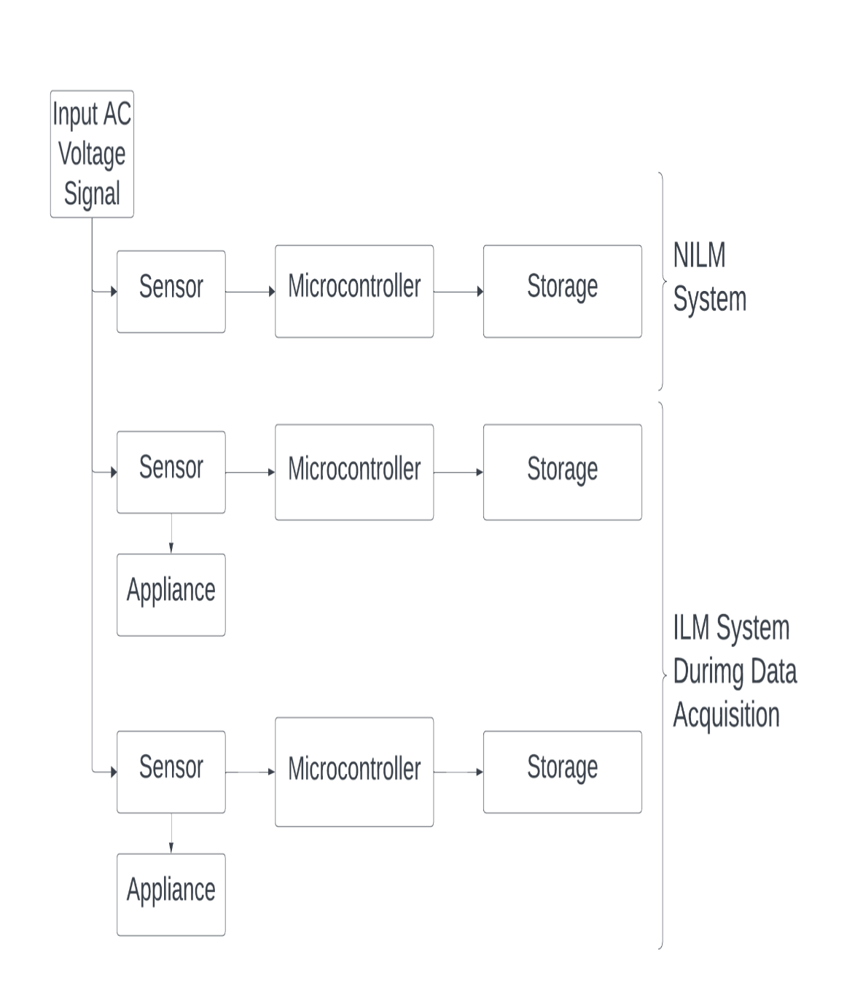 Input AC
Voltage
Signal
Sensor
Microcontroller
Storage
NILM
System
Sensor
Microcontroller
Storage
Appliance
ILM System
Durimg Data
Acquisition
Sensor
Microcontroller
Storage
Appliance